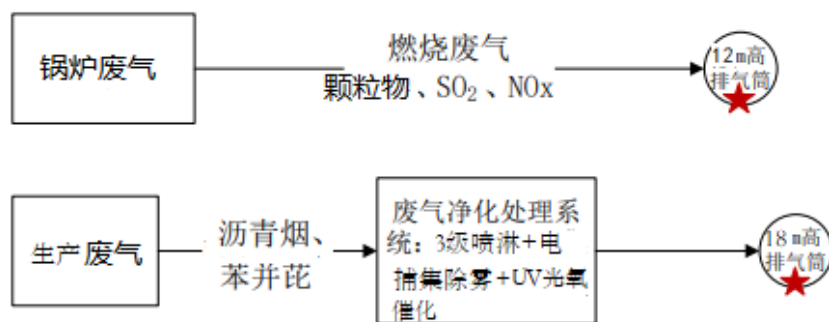 锅炉废气
燃烧废气
颗粒物、SO₂、NOx
12m高
排气筒
生产废气
沥青烟、
苯并芘
废气净化处理系
统：3级喷淋+电
捕集除雾+UV光氧
催化
18m高
排气筒